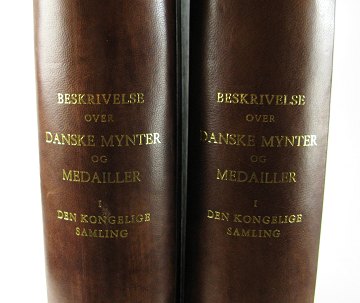 BESKRIVELSE
OVER
DANSKE MYNTER
OG
MEDAILLER
I
DEN KONGELIGE
SAMLING
BESKRIVELSE
OVER
DANSKE MYNTER
OG
MEDAILLER
I
DEN KONGELIGE
SAMLING